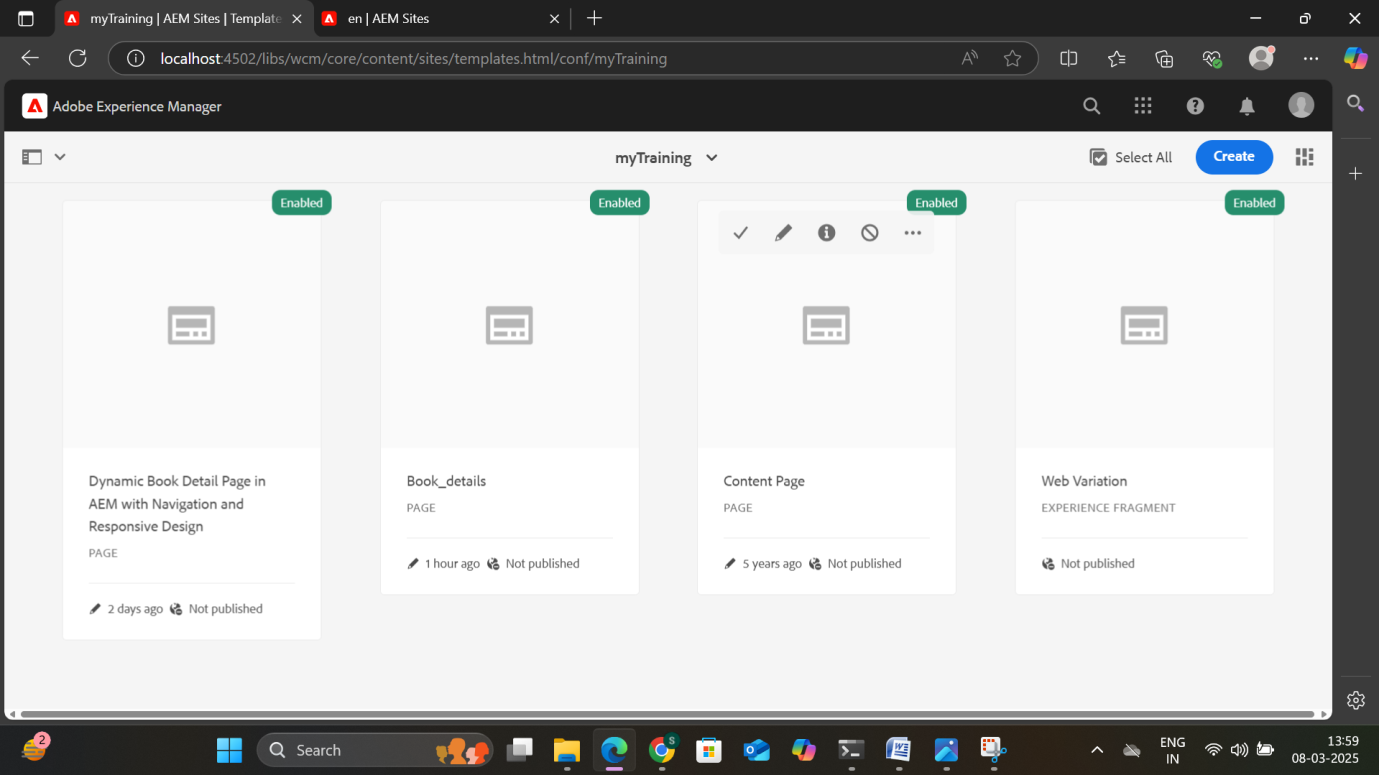 myTraining | AEM Sites | Template
en | AEM Sites
localhost:4502/libs/wcm/core/content/sites/templates.html/conf/myTraining
Adobe Experience Manager
myTraining
Select All
Create
Enabled
Enabled
Enabled
Enabled
Dynamic Book Detail Page in
AEM with Navigation and
Responsive Design
PAGE
2 days ago Not published
Book_details
PAGE
1 hour ago Not published
Content Page
PAGE
5 years ago Not published
Web Variation
EXPERIENCE FRAGMENT
Not published
2
Search
S
ENG
IN
13:59
08-03-2025